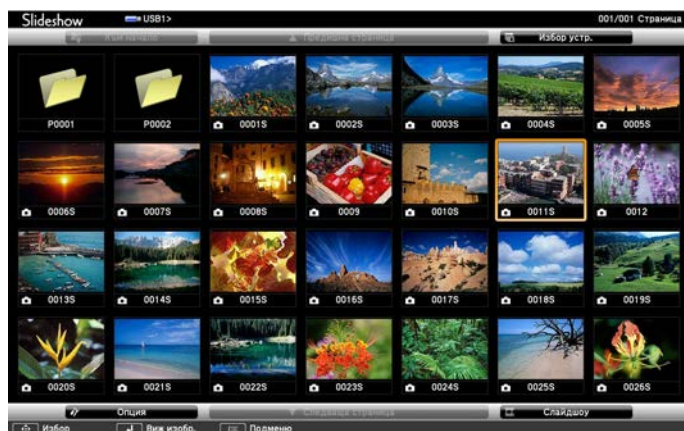 Slideshow USB1> 001/001 Страница
Към начало Предишна страница Избор устр.
P0001 P0002 0001S 0002S 0003S 0004S 0005S
0006S 0007S 0008S 0009 0010S 0011S 0012
0013S 0014S 0015S 0016S 0017S 0018S 0019S
0020S 0021S 0022S 0023S 0024S 0025S 0026S
Опция Следваща страница Слайдшоу
Избор Виж изобр. Esc Подменю